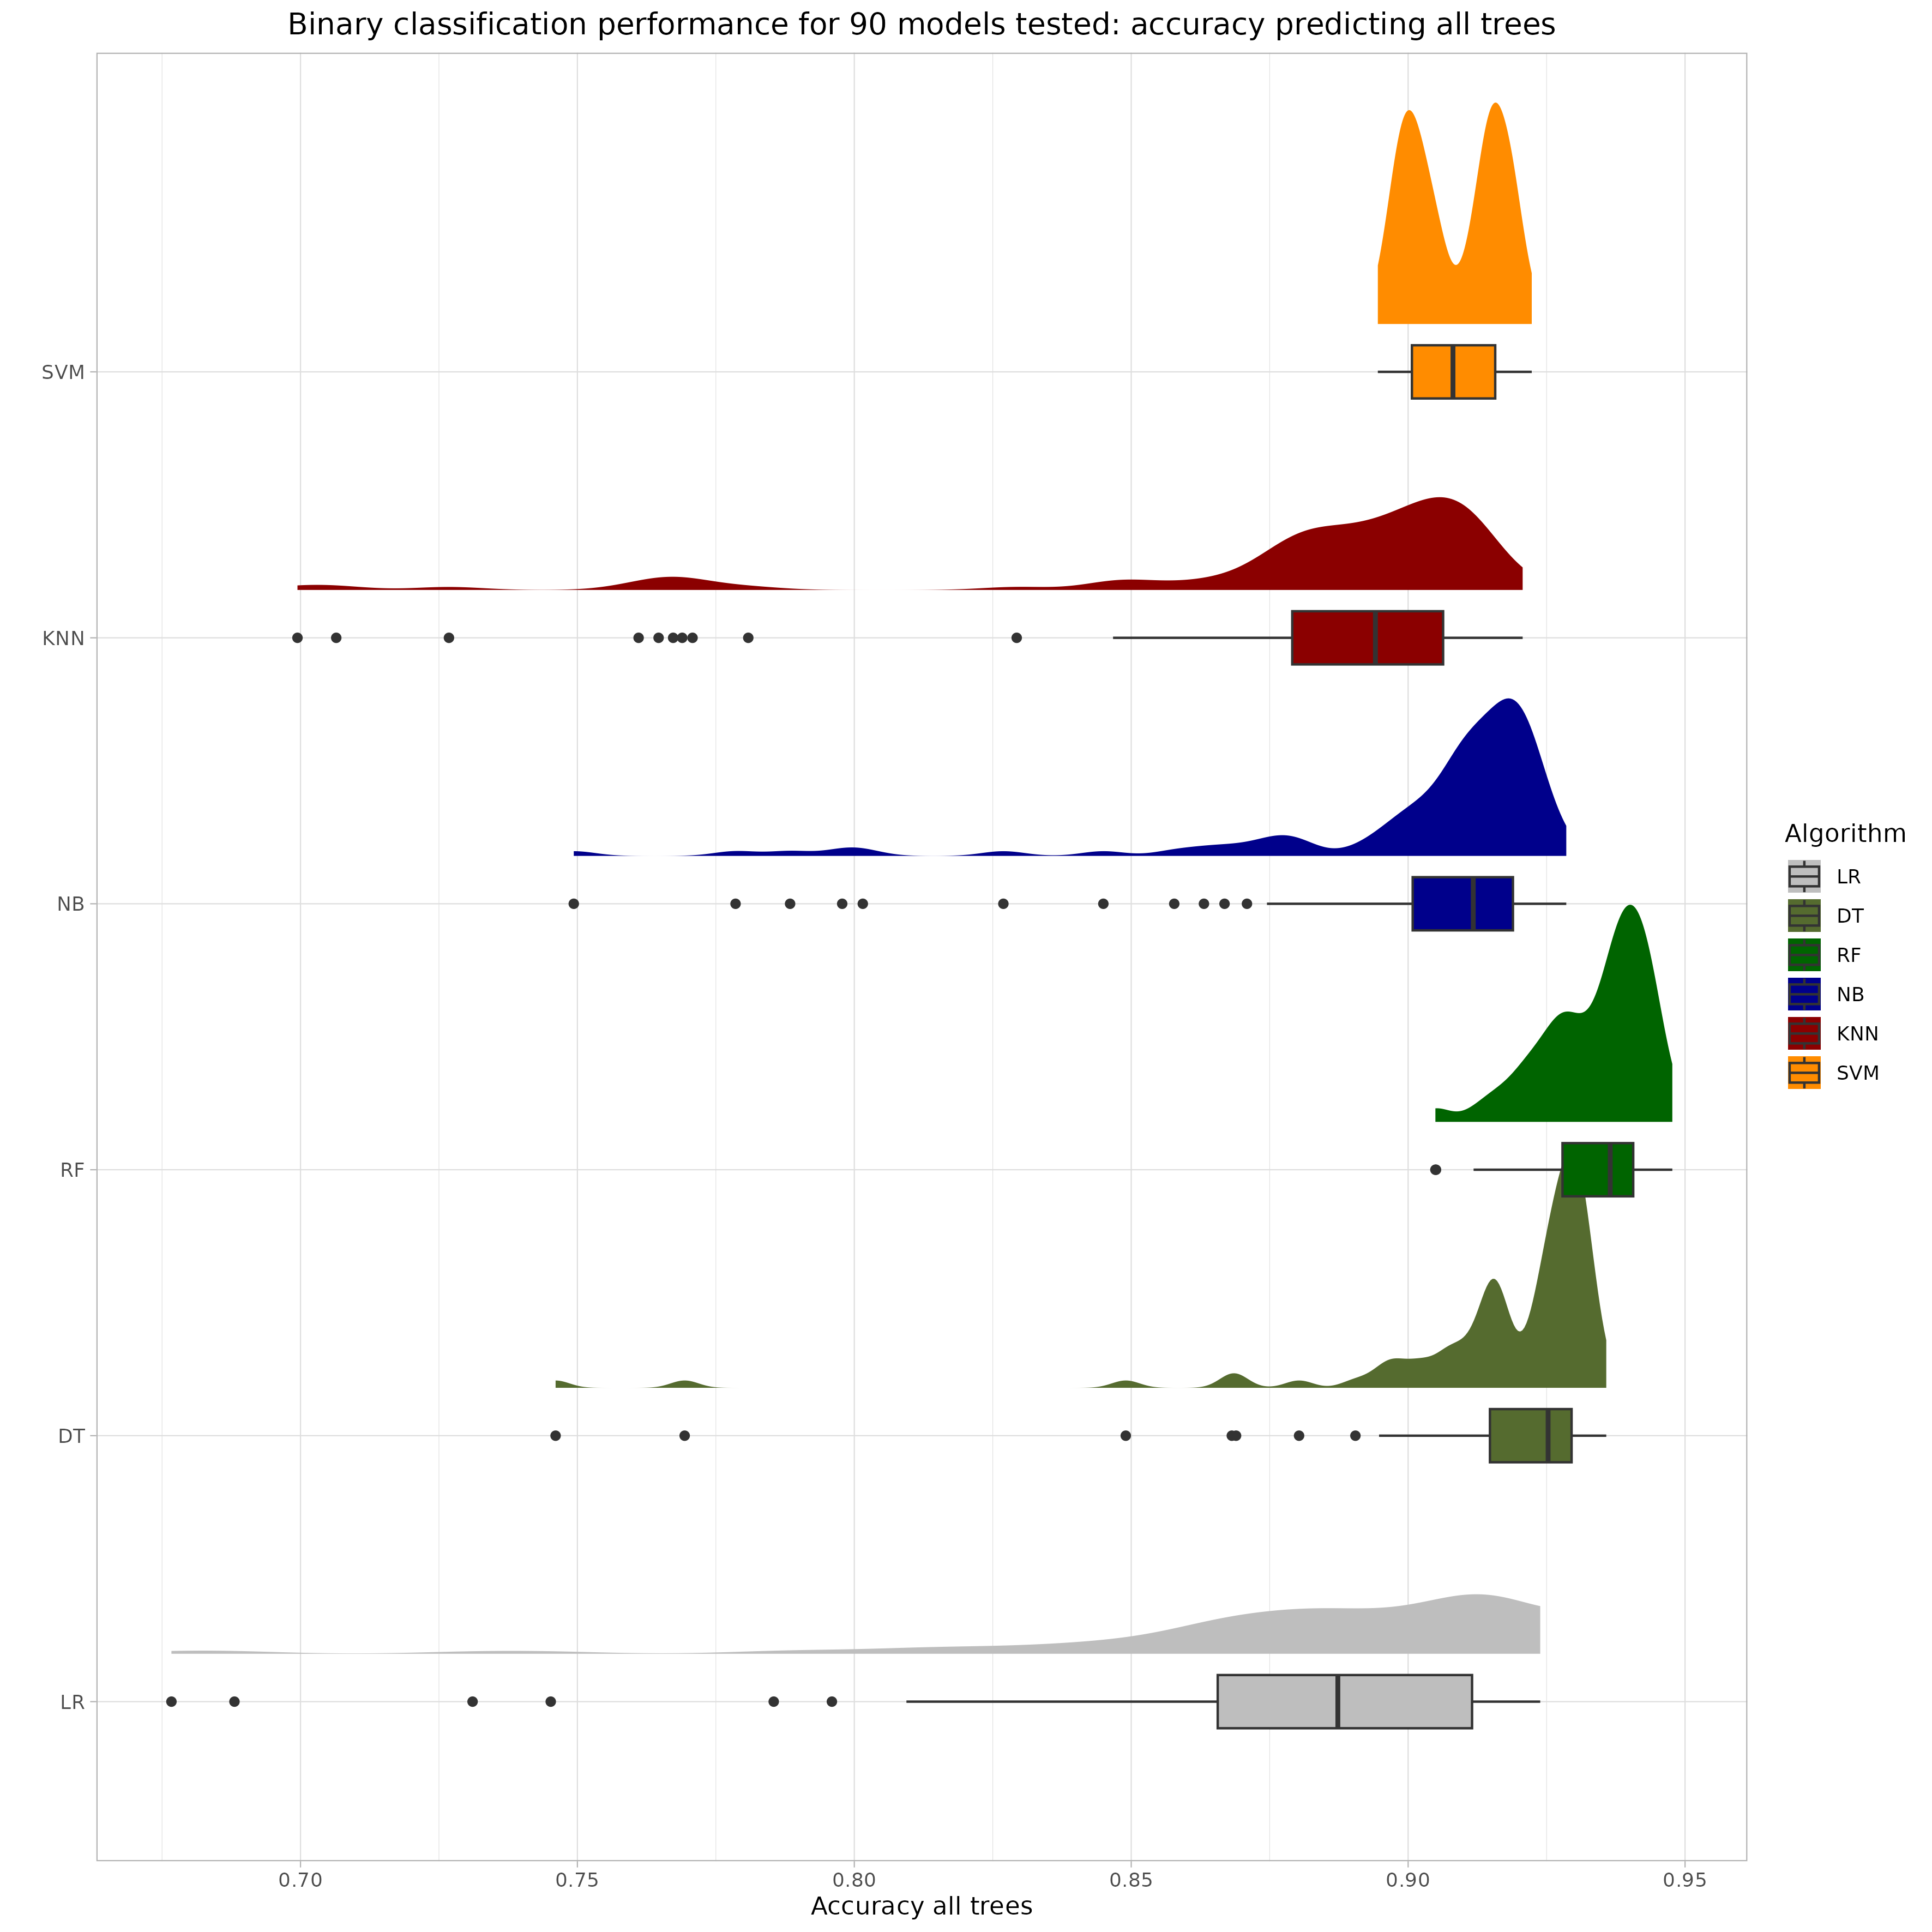 Binary classification performance for 90 models tested: accuracy predicting all trees
SVM
KNN
NB
RF
DT
LR
0.70
0.75
0.80
0.85
0.90
0.95
Accuracy all trees
Algorithm
LR
DT
RF
NB
KNN
SVM